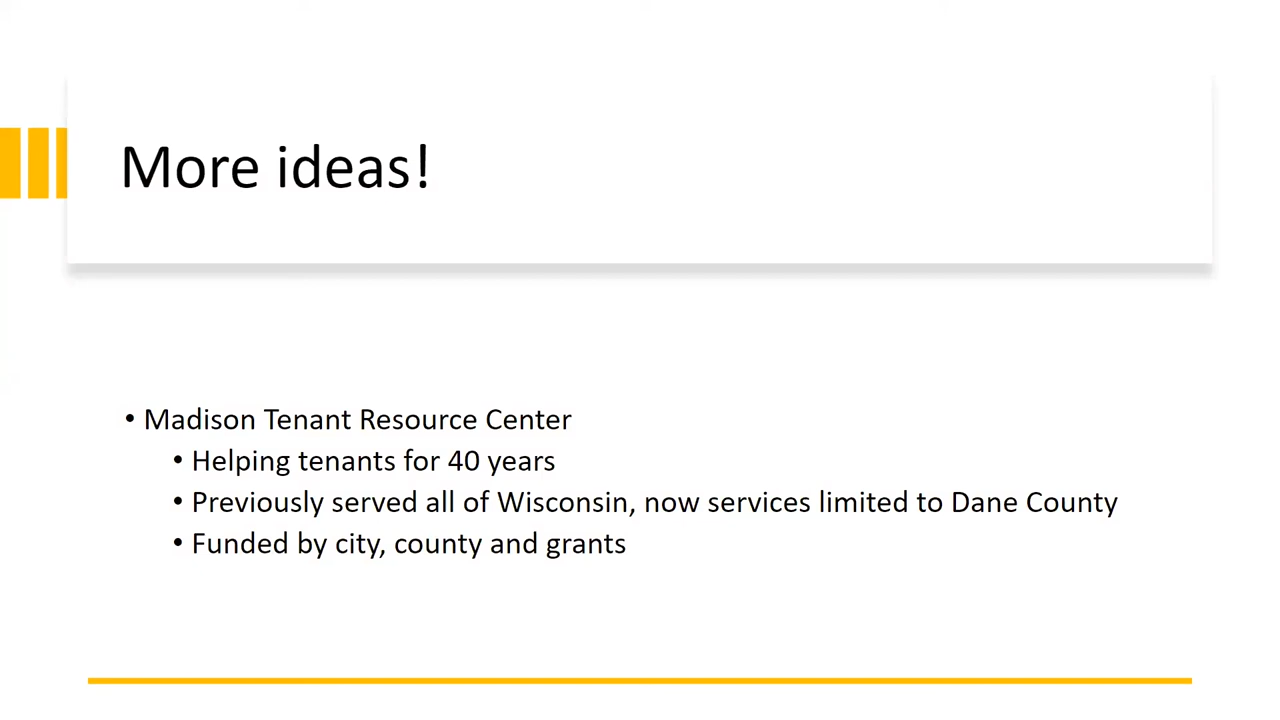 More ideas!
• Madison Tenant Resource Center
• Helping tenants for 40 years
• Previously served all of Wisconsin, now services limited to Dane County
• Funded by city, county and grants